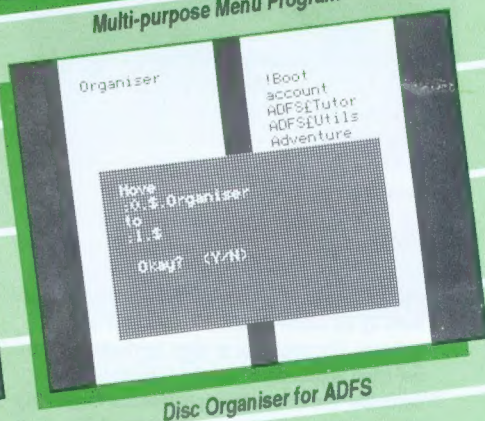 Multi-purpose Menu Program
Organiser
!Boot
account
ADFS£Tutor
ADFS£Utils
Adventure
Move
:0.$.Organiser
to
:1.$
Okay? (Y/N)
Disc Organiser for ADFS